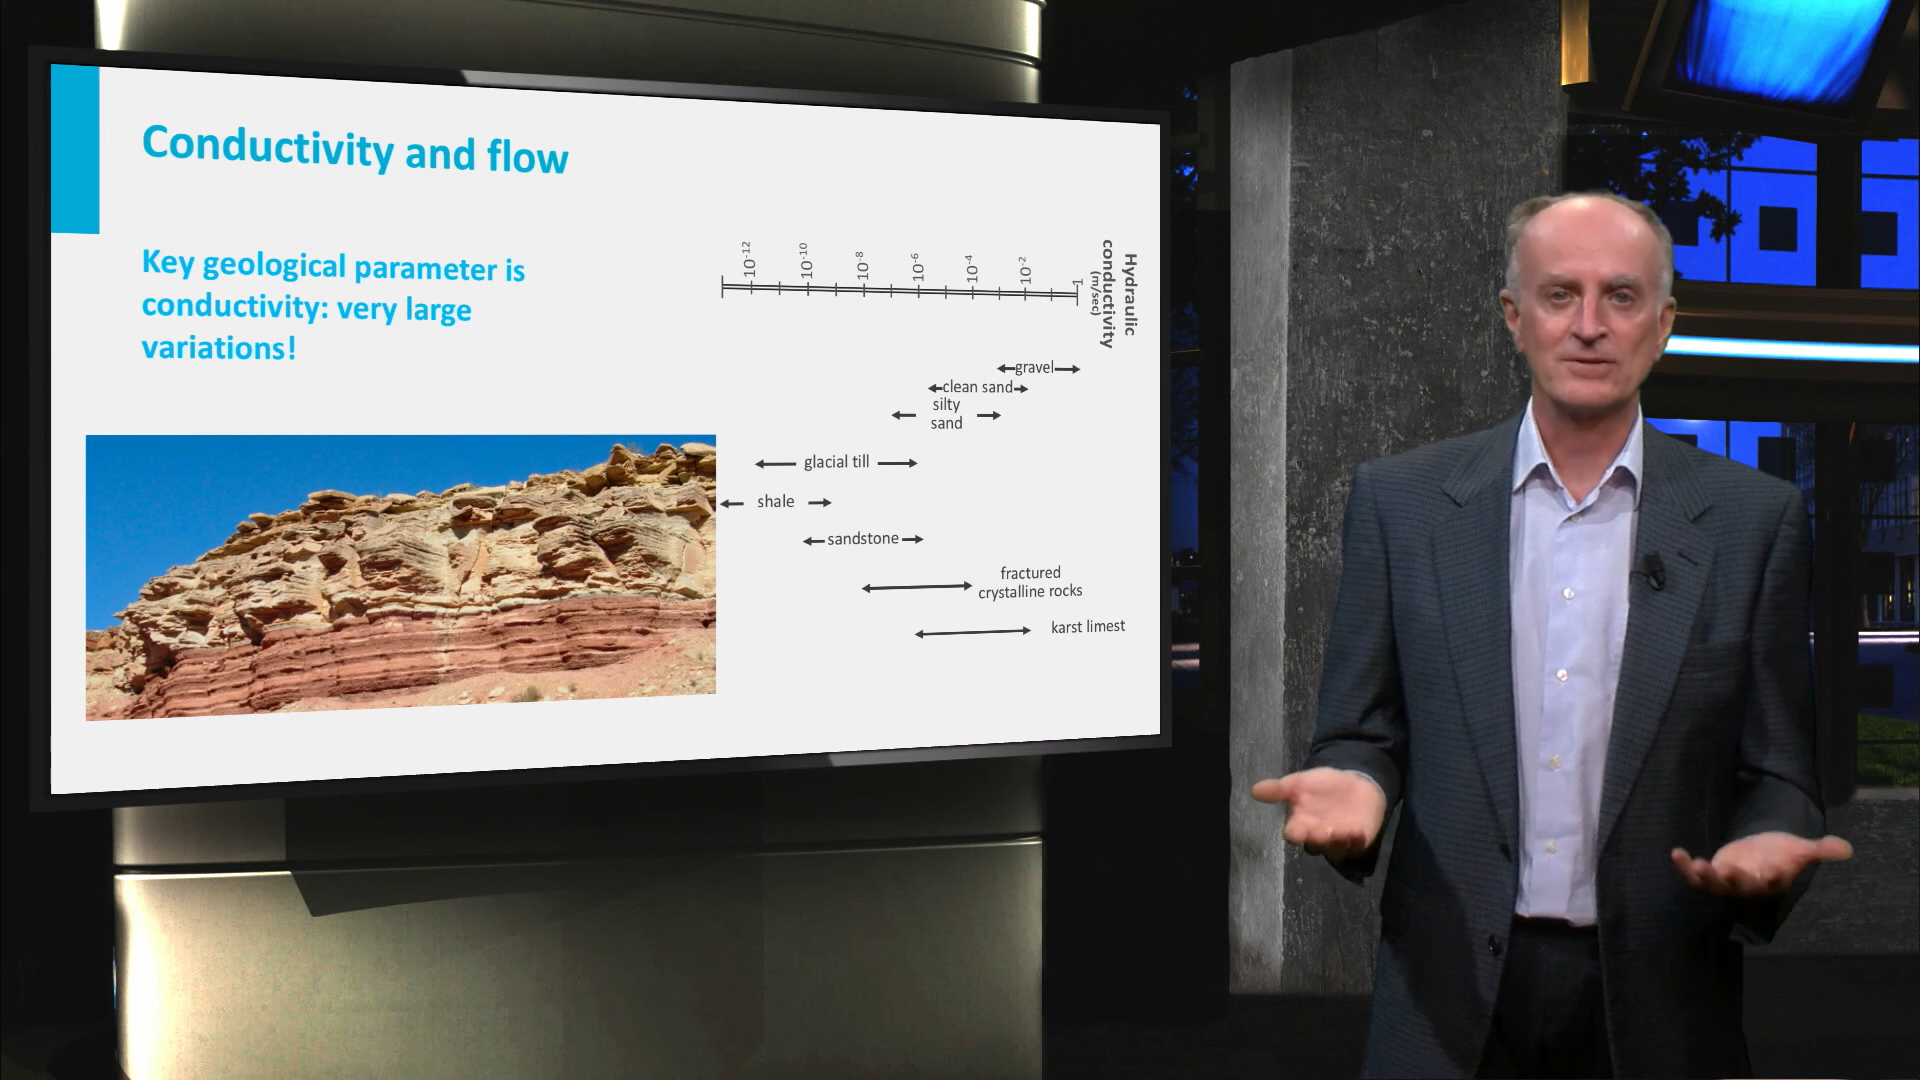 Conductivity and flow
Key geological parameter is
conductivity: very large
variations!
10-12
10-10
10-8
10-6
10-4
10-2
1
Hydraulic
conductivity
(m/sec)
gravel
clean sand
silty
sand
glacial till
shale
sandstone
fractured
crystalline rocks
karst limest